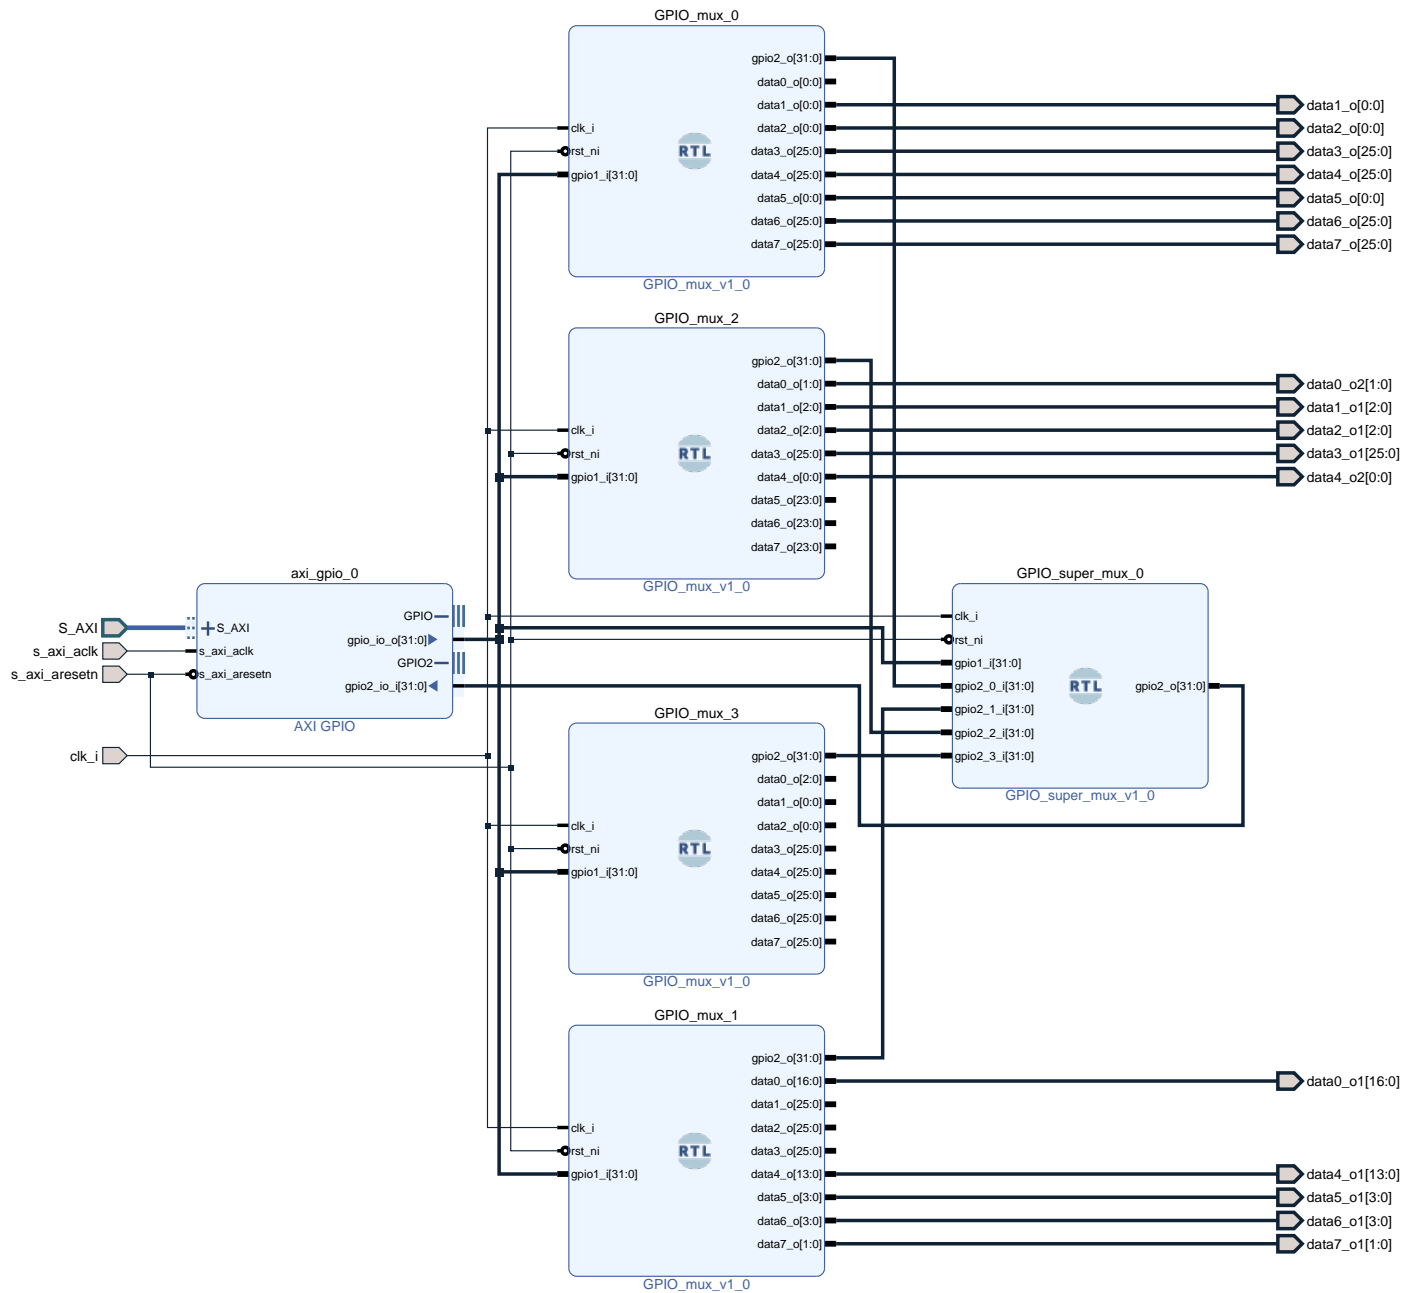 GPIO_mux_0
gpio2_o[31:0]
data0_o[0:0]
data1_o[0:0]
data2_o[0:0]
data3_o[25:0]
data4_o[25:0]
data5_o[0:0]
data6_o[25:0]
data7_o[25:0]
clk_i
rst_ni
gpio1_i[31:0]
RTL
GPIO_mux_v1_0
data1_o[0:0]
data2_o[0:0]
data3_o[25:0]
data4_o[25:0]
data5_o[0:0]
data6_o[25:0]
data7_o[25:0]
GPIO_mux_2
gpio2_o[31:0]
data0_o[1:0]
data1_o[2:0]
data2_o[2:0]
data3_o[25:0]
data4_o[0:0]
data5_o[23:0]
data6_o[23:0]
data7_o[23:0]
clk_i
rst_ni
gpio1_i[31:0]
RTL
GPIO_mux_v1_0
data0_o2[1:0]
data1_o1[2:0]
data2_o1[2:0]
data3_o1[25:0]
data4_o2[0:0]
S_AXI
s_axi_aclk
s_axi_aresetn
clk_i
axi_gpio_0
S_AXI
s_axi_aclk
s_axi_aresetn
GPIO
gpio_io_o[31:0]
GPIO2
gpio2_io_i[31:0]
AXI GPIO
GPIO_super_mux_0
clk_i
rst_ni
gpio1_i[31:0]
gpio2_0_i[31:0]
gpio2_1_i[31:0]
gpio2_2_i[31:0]
gpio2_3_i[31:0]
RTL
gpio2_o[31:0]
GPIO_super_mux_v1_0
GPIO_mux_3
gpio2_o[31:0]
data0_o[2:0]
data1_o[0:0]
data2_o[0:0]
data3_o[25:0]
data4_o[25:0]
data5_o[25:0]
data6_o[25:0]
data7_o[25:0]
clk_i
rst_ni
gpio1_i[31:0]
RTL
GPIO_mux_v1_0
GPIO_mux_1
gpio2_o[31:0]
data0_o[16:0]
data1_o[25:0]
data2_o[25:0]
data3_o[25:0]
data4_o[13:0]
data5_o[3:0]
data6_o[3:0]
data7_o[1:0]
clk_i
rst_ni
gpio1_i[31:0]
RTL
GPIO_mux_v1_0
data0_o1[16:0]
data4_o1[13:0]
data5_o1[3:0]
data6_o1[3:0]
data7_o1[1:0]